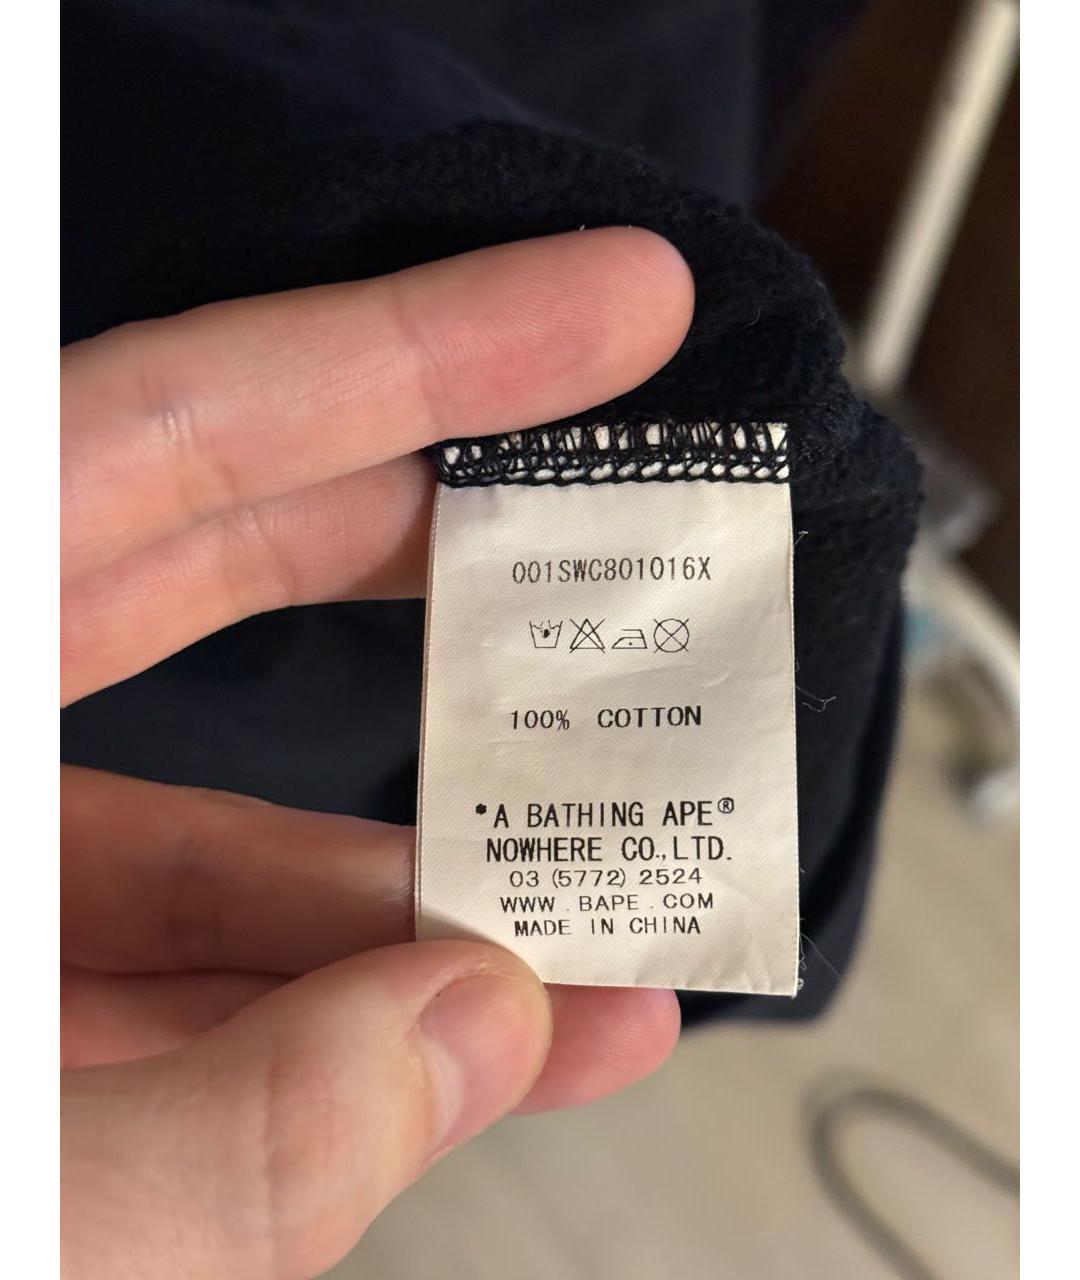 001SWC801016X
100% COTTON
*A BATHING APE®
NOWHERE CO.,LTD.
03 (5772) 2524
WWW . BAPE . COM
MADE IN CHINA